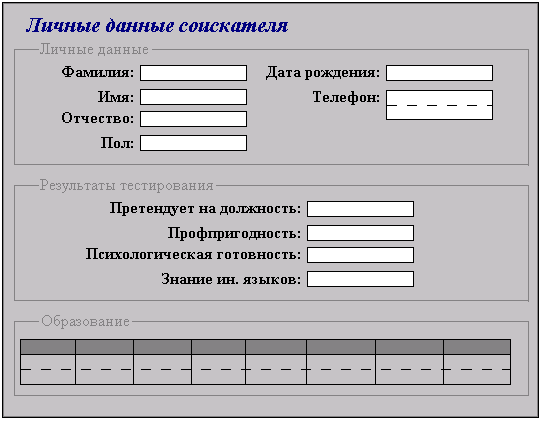 Личные данные соискателя
Личные данные
Фамилия: Дата рождения:
Имя: Телефон:
Отчество:
Пол:
Результаты тестирования
Претендует на должность:
Профпригодность:
Психологическая готовность:
Знание ин. языков:
Образование